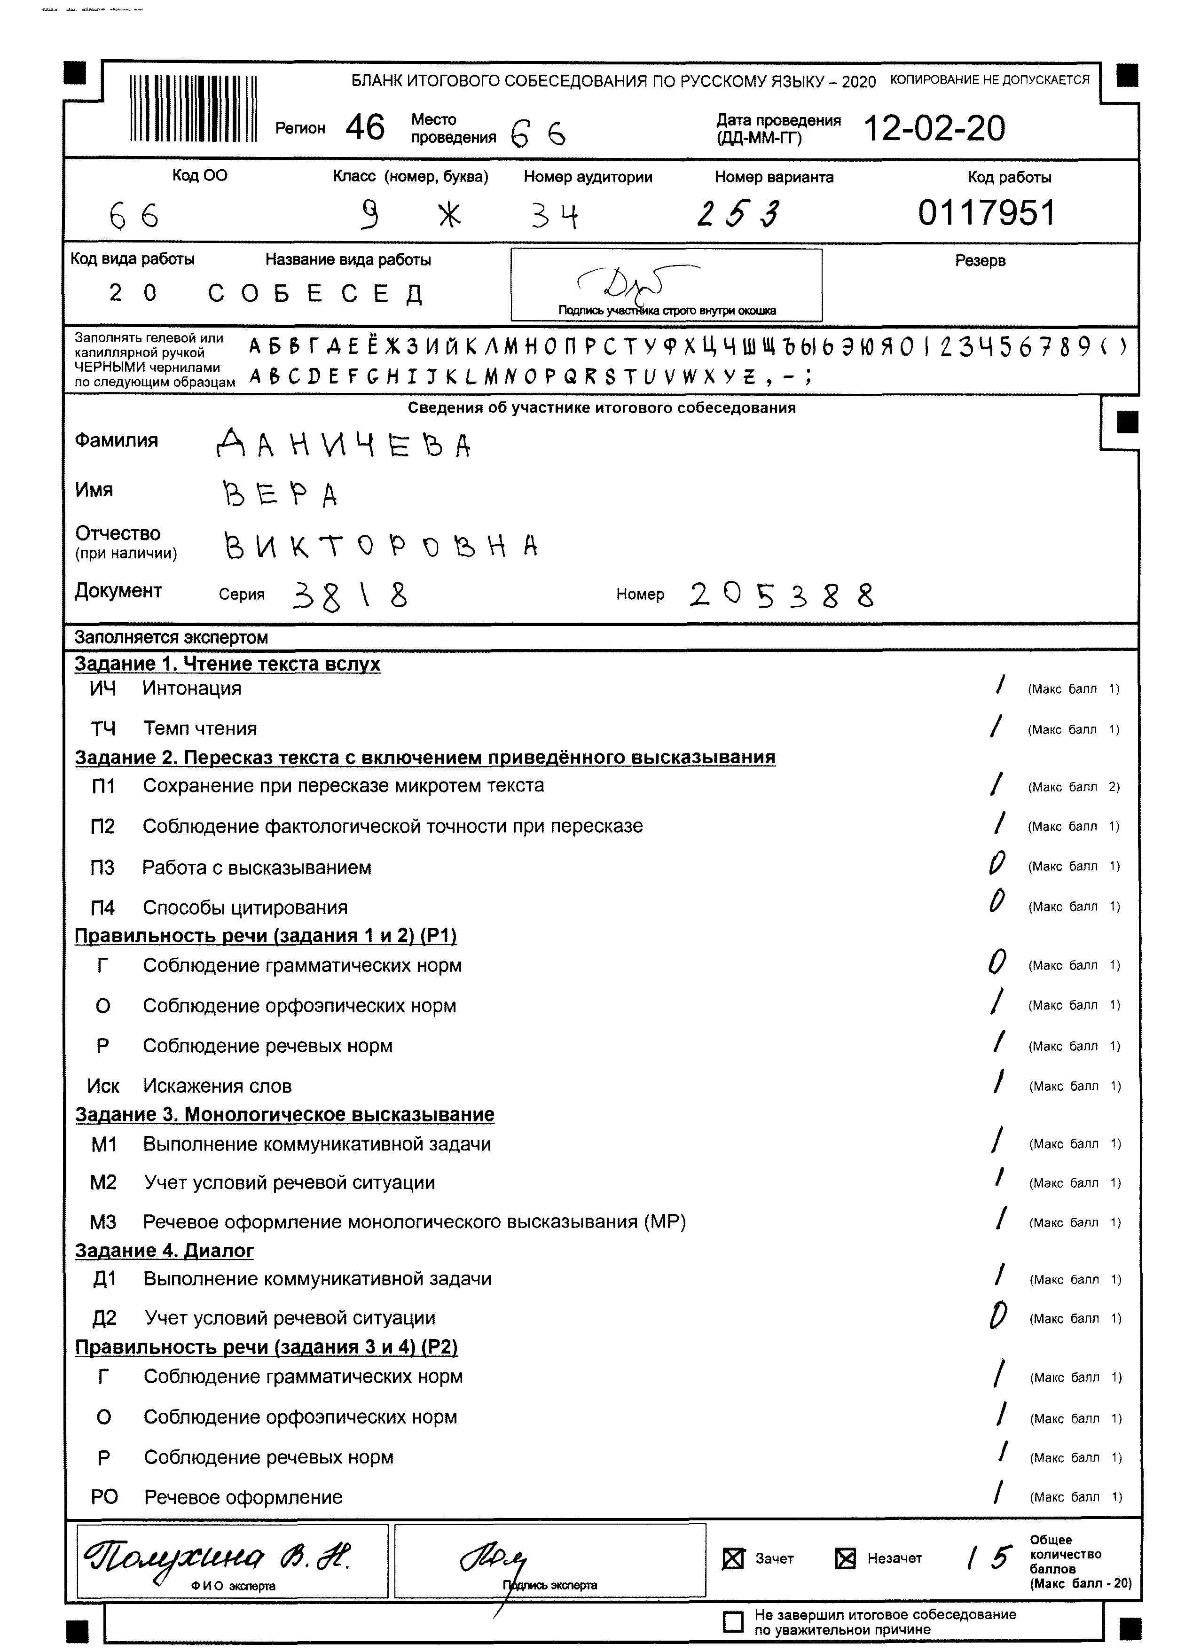 БЛАНК ИТОГОВОГО СОБЕСЕДОВАНИЯ ПО РУССКОМУ ЯЗЫКУ – 2020 КОПИРОВАНИЕ НЕ ДОПУСКАЕТСЯ
Регион 46 Место проведения 66 Дата проведения (ДД-ММ-ГГ) 12-02-20
Код ОО Класс (номер, буква) Номер аудитории Номер варианта Код работы
66 9 Ж 34 253 0117951
Код вида работы Название вида работы Резерв
20 СОБЕСЕД
Подпись участника строго внутри окошка
Заполнять гелевой или
капиллярной ручкой
ЧЕРНЫМИ чернилами
по следующим образцам
АБВГДЕЁЖЗИЙКЛМНОПРСТУФХЦЧШЩЪЫЬЭЮЯ0123456789()
ABCDEFGHIJKLMNOPQRSTUVWXYZ,-;
Сведения об участнике итогового собеседования
Фамилия ДАНИЧЕВА
Имя ВЕРА
Отчество ВИКТОРОВНА
(при наличии)
Документ Серия 3818 Номер 205388
Заполняется экспертом
Задание 1. Чтение текста вслух
ИЧ Интонация 1 (Макс балл 1)
ТЧ Темп чтения 1 (Макс балл 1)
Задание 2. Пересказ текста с включением приведённого высказывания
П1 Сохранение при пересказе микротем текста 1 (Макс балл 2)
П2 Соблюдение фактологической точности при пересказе 1 (Макс балл 1)
П3 Работа с высказыванием 0 (Макс балл 1)
П4 Способы цитирования 0 (Макс балл 1)
Правильность речи (задания 1 и 2) (Р1)
Г Соблюдение грамматических норм 0 (Макс балл 1)
О Соблюдение орфоэпических норм 1 (Макс балл 1)
Р Соблюдение речевых норм 1 (Макс балл 1)
Иск Искажения слов 1 (Макс балл 1)
Задание 3. Монологическое высказывание
М1 Выполнение коммуникативной задачи 1 (Макс балл 1)
М2 Учет условий речевой ситуации 1 (Макс балл 1)
М3 Речевое оформление монологического высказывания (МР) 1 (Макс балл 1)
Задание 4. Диалог
Д1 Выполнение коммуникативной задачи 1 (Макс балл 1)
Д2 Учет условий речевой ситуации 0 (Макс балл 1)
Правильность речи (задания 3 и 4) (Р2)
Г Соблюдение грамматических норм 1 (Макс балл 1)
О Соблюдение орфоэпических норм 1 (Макс балл 1)
Р Соблюдение речевых норм 1 (Макс балл 1)
РО Речевое оформление 1 (Макс балл 1)
Полухина В. Н.
ФИО эксперта
Подпись эксперта
Зачет Незачет 15
Общее
количество
баллов
(Макс балл - 20)
Не завершил итоговое собеседование
по уважительной причине